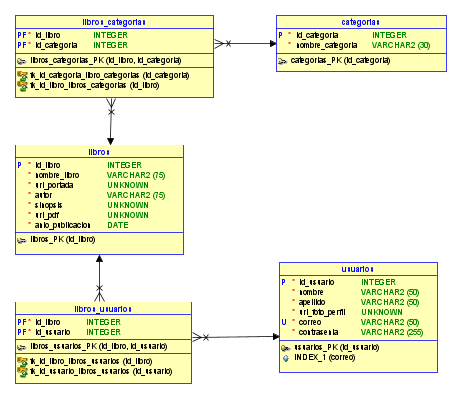 libros_categorias
PF* id_libro INTEGER
PF* id_categoria INTEGER
libros_categorias_PK (id_libro, id_categoria)
fk_id_categoria_libro_categorias (id_categoria)
fk_id_libro_libros_categorias (id_libro)
categorias
P * id_categoria INTEGER
* nombre_categoria VARCHAR2 (30)
categorias_PK (id_categoria)
libros
P * id_libro INTEGER
* nombre_libro VARCHAR2 (75)
* url_portada UNKNOWN
* autor VARCHAR2 (75)
* sinopsis UNKNOWN
* url_pdf UNKNOWN
* anio_publicacion DATE
libros_PK (id_libro)
libros_usuarios
PF* id_libro INTEGER
PF* id_usuario INTEGER
libros_usuarios_PK (id_libro, id_usuario)
fk_id_libro_libros_usuarios (id_libro)
fk_id_usuario_libros_usuarios (id_usuario)
usuarios
P * id_usuario INTEGER
* nombre VARCHAR2 (50)
* apellido VARCHAR2 (50)
* url_foto_perfil UNKNOWN
U * correo VARCHAR2 (50)
* contrasenia VARCHAR2 (255)
usuarios_PK (id_usuario)
INDEX_1 (correo)